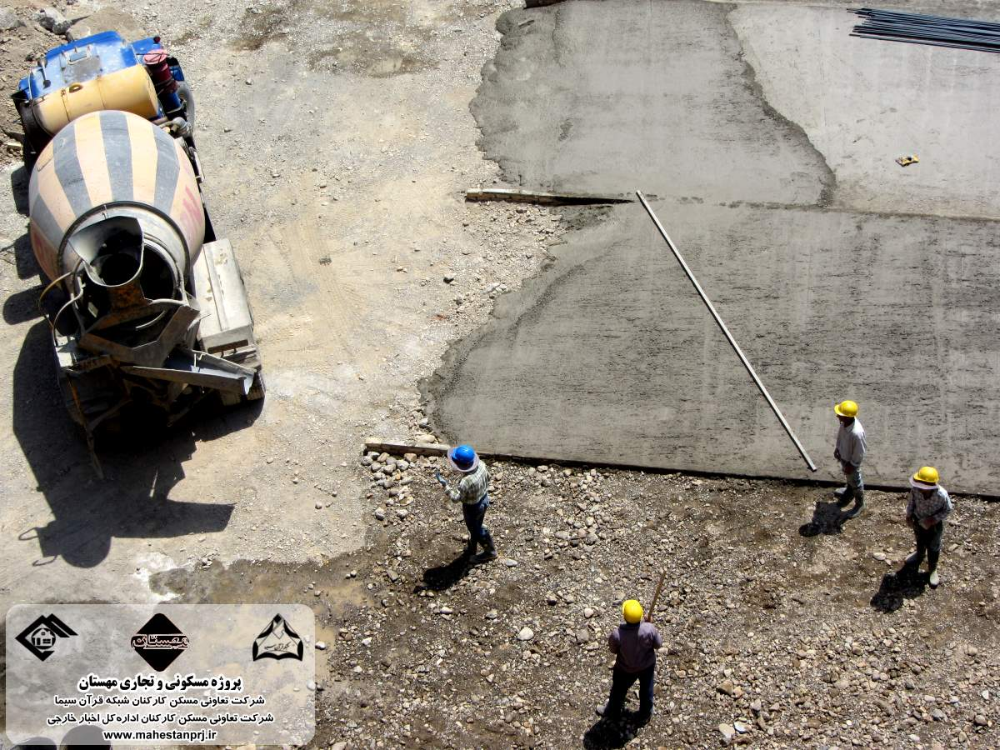 مهستان
پروژه مسکونی و تجاری مهستان
شرکت تعاونی مسکن کارکنان شبکه قرآن سیما
شرکت تعاونی مسکن کارکنان اداره کل اخبار خارجی
www.mahestanprj.ir